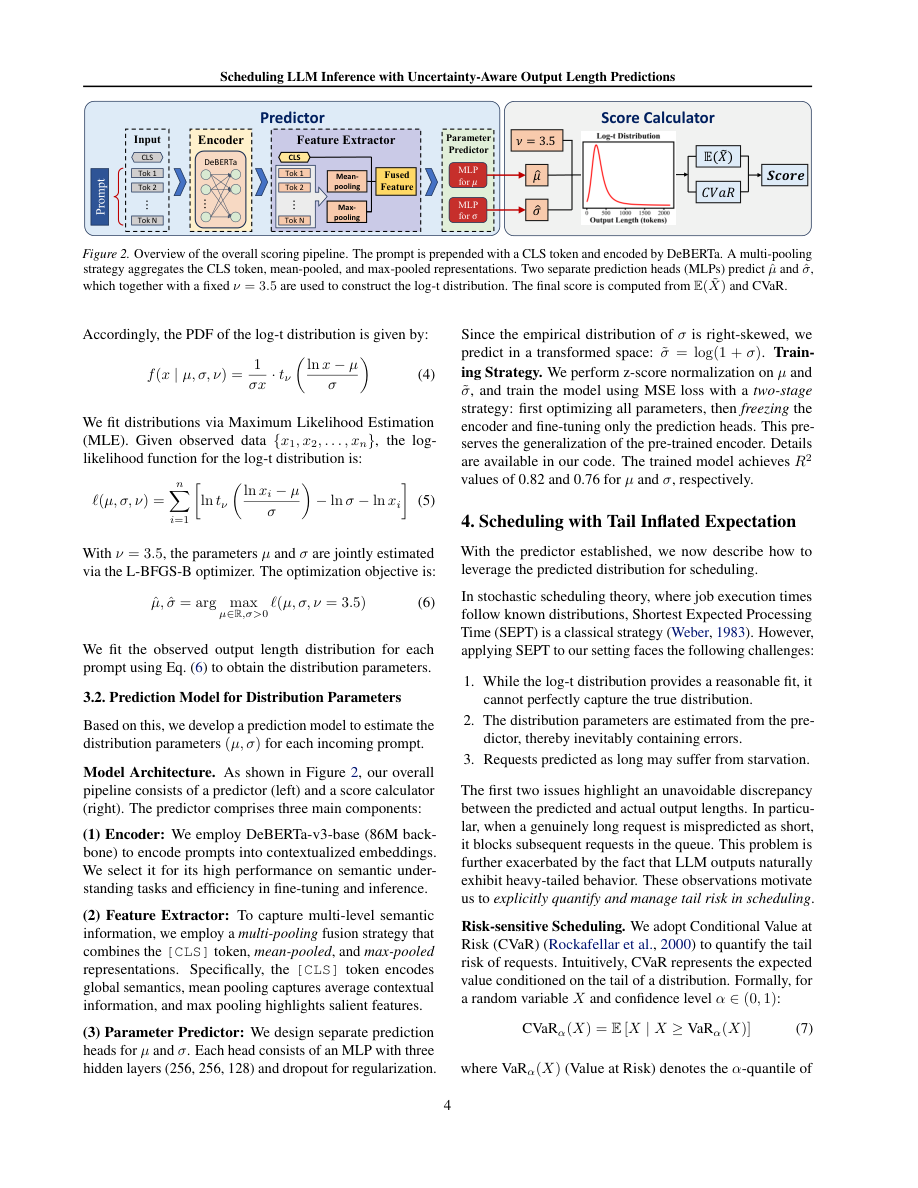 Scheduling LLM Inference with Uncertainty-Aware Output Length Predictions
Predictor
Score Calculator
Input
Encoder
Feature Extractor
Parameter
Predictor
Prompt
CLS
Tok 1
Tok 2
⋮
Tok N
DeBERTa
⋮
CLS
Tok 1
Tok 2
⋮
Tok N
Mean-
pooling
Max-
pooling
Fused
Feature
MLP
for μ
MLP
for σ
ν = 3.5
μ̂
σ̂
Log-t Distribution
0 500 1000 1500 2000
Output Length (tokens)
𝔼(X̃)
CVaR
Score
Figure 2. Overview of the overall scoring pipeline. The prompt is prepended with a CLS token and encoded by DeBERTa. A multi-pooling
strategy aggregates the CLS token, mean-pooled, and max-pooled representations. Two separate prediction heads (MLPs) predict μ̂ and σ̂,
which together with a fixed ν = 3.5 are used to construct the log-t distribution. The final score is computed from 𝔼(X̃) and CVaR.
Accordingly, the PDF of the log-t distribution is given by:
f(x | μ, σ, ν) = 1/(σx) · t_ν ((ln x − μ)/σ) (4)
We fit distributions via Maximum Likelihood Estimation
(MLE). Given observed data {x₁, x₂, . . . , xₙ}, the log-
likelihood function for the log-t distribution is:
ℓ(μ, σ, ν) = ∑_{i=1}^{n} [ln t_ν ((ln x_i − μ)/σ) − ln σ − ln x_i] (5)
With ν = 3.5, the parameters μ and σ are jointly estimated
via the L-BFGS-B optimizer. The optimization objective is:
μ̂, σ̂ = arg max_{μ∈ℝ,σ>0} ℓ(μ, σ, ν = 3.5) (6)
We fit the observed output length distribution for each
prompt using Eq. (6) to obtain the distribution parameters.
3.2. Prediction Model for Distribution Parameters
Based on this, we develop a prediction model to estimate the
distribution parameters (μ, σ) for each incoming prompt.
Model Architecture. As shown in Figure 2, our overall
pipeline consists of a predictor (left) and a score calculator
(right). The predictor comprises three main components:
(1) Encoder: We employ DeBERTa-v3-base (86M back-
bone) to encode prompts into contextualized embeddings.
We select it for its high performance on semantic under-
standing tasks and efficiency in fine-tuning and inference.
(2) Feature Extractor: To capture multi-level semantic
information, we employ a multi-pooling fusion strategy that
combines the [CLS] token, mean-pooled, and max-pooled
representations. Specifically, the [CLS] token encodes
global semantics, mean pooling captures average contextual
information, and max pooling highlights salient features.
(3) Parameter Predictor: We design separate prediction
heads for μ and σ. Each head consists of an MLP with three
hidden layers (256, 256, 128) and dropout for regularization.
Since the empirical distribution of σ is right-skewed, we
predict in a transformed space: σ̃ = log(1 + σ). Train-
ing Strategy. We perform z-score normalization on μ and
σ̃, and train the model using MSE loss with a two-stage
strategy: first optimizing all parameters, then freezing the
encoder and fine-tuning only the prediction heads. This pre-
serves the generalization of the pre-trained encoder. Details
are available in our code. The trained model achieves R²
values of 0.82 and 0.76 for μ and σ, respectively.
4. Scheduling with Tail Inflated Expectation
With the predictor established, we now describe how to
leverage the predicted distribution for scheduling.
In stochastic scheduling theory, where job execution times
follow known distributions, Shortest Expected Processing
Time (SEPT) is a classical strategy (Weber, 1983). However,
applying SEPT to our setting faces the following challenges:
1. While the log-t distribution provides a reasonable fit, it
cannot perfectly capture the true distribution.
2. The distribution parameters are estimated from the pre-
dictor, thereby inevitably containing errors.
3. Requests predicted as long may suffer from starvation.
The first two issues highlight an unavoidable discrepancy
between the predicted and actual output lengths. In particu-
lar, when a genuinely long request is mispredicted as short,
it blocks subsequent requests in the queue. This problem is
further exacerbated by the fact that LLM outputs naturally
exhibit heavy-tailed behavior. These observations motivate
us to explicitly quantify and manage tail risk in scheduling.
Risk-sensitive Scheduling. We adopt Conditional Value at
Risk (CVaR) (Rockafellar et al., 2000) to quantify the tail
risk of requests. Intuitively, CVaR represents the expected
value conditioned on the tail of a distribution. Formally, for
a random variable X and confidence level α ∈ (0, 1):
CVaR_α(X) = 𝔼 [X | X ≥ VaR_α(X)] (7)
where VaR_α(X) (Value at Risk) denotes the α-quantile of
4